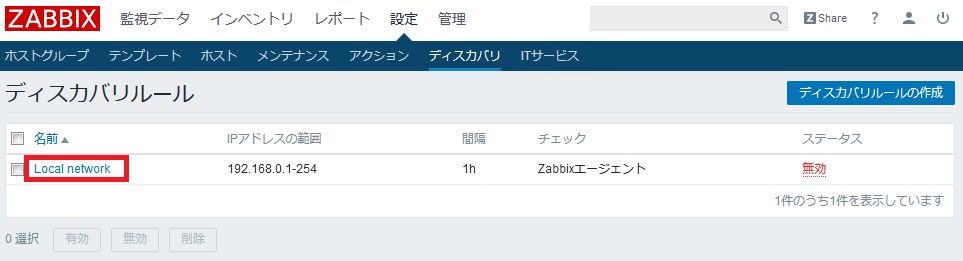 ZABBIX 監視データ インベントリ レポート 設定 管理 Z Share ?
ホストグループ テンプレート ホスト メンテナンス アクション ディスカバリ ITサービス
ディスカバリルール ディスカバリルールの作成
名前 IPアドレスの範囲 間隔 チェック ステータス
Local network 192.168.0.1-254 1h Zabbixエージェント 無効
1件のうち1件を表示しています
0 選択 有効 無効 削除